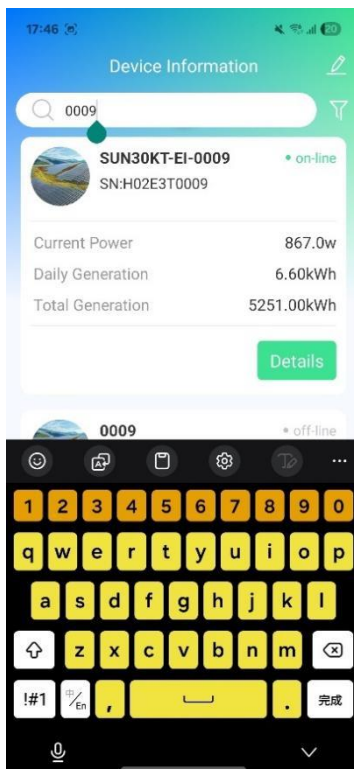 17:46
20
Device Information
0009
SUN30KT-EI-0009
• on-line
SN:H02E3T0009
Current Power
867.0w
Daily Generation
6.60kWh
Total Generation
5251.00kWh
Details
0009
• off-line
1 2 3 4 5 6 7 8 9 0
q w e r t y u i o p
a s d f g h j k l
z x c v b n m
!#1 中/En , . 完成